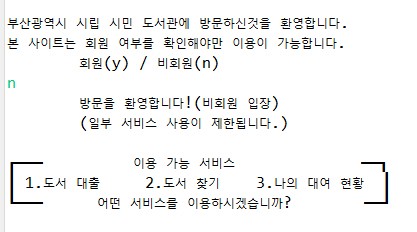 부산광역시 시립 시민 도서관에 방문하신것을 환영합니다.
본 사이트는 회원 여부를 확인해야만 이용이 가능합니다.
회원(y) / 비회원(n)
n
방문을 환영합니다!(비회원 입장)
(일부 서비스 사용이 제한됩니다.)
이용 가능 서비스
1.도서 대출 2.도서 찾기 3.나의 대여 현황
어떤 서비스를 이용하시겠습니까?